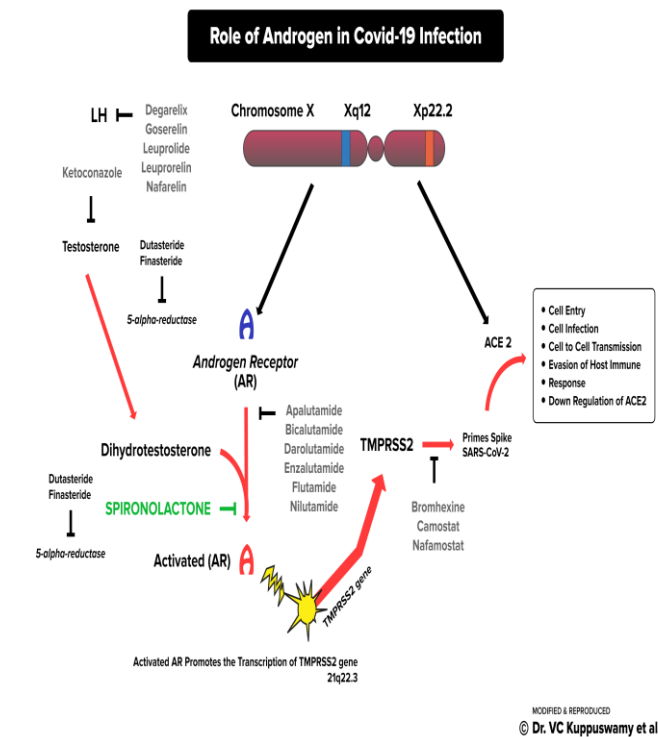 Role of Androgen in Covid-19 Infection
LH
Degarelix
Goserelin
Leuprolide
Leuprorelin
Nafarelin
Chromosome X
Xq12
Xp22.2
Ketoconazole
Testosterone
Dutasteride
Finasteride
5-alpha-reductase
A
Androgen Receptor
(AR)
ACE 2
• Cell Entry
• Cell Infection
• Cell to Cell Transmission
• Evasion of Host Immune
• Response
• Down Regulation of ACE2
Apalutamide
Bicalutamide
Darolutamide
Enzalutamide
Flutamide
Nilutamide
TMPRSS2
Primes Spike
SARS-CoV-2
Dihydrotestosterone
Dutasteride
Finasteride
5-alpha-reductase
SPIRONOLACTONE
Bromhexine
Camostat
Nafamostat
Activated (AR)
A
TMPRSS2 gene
Activated AR Promotes the Transcription of TMPRSS2 gene
21q22.3
MODIFIED & REPRODUCED
© Dr. VC Kuppuswamy et al